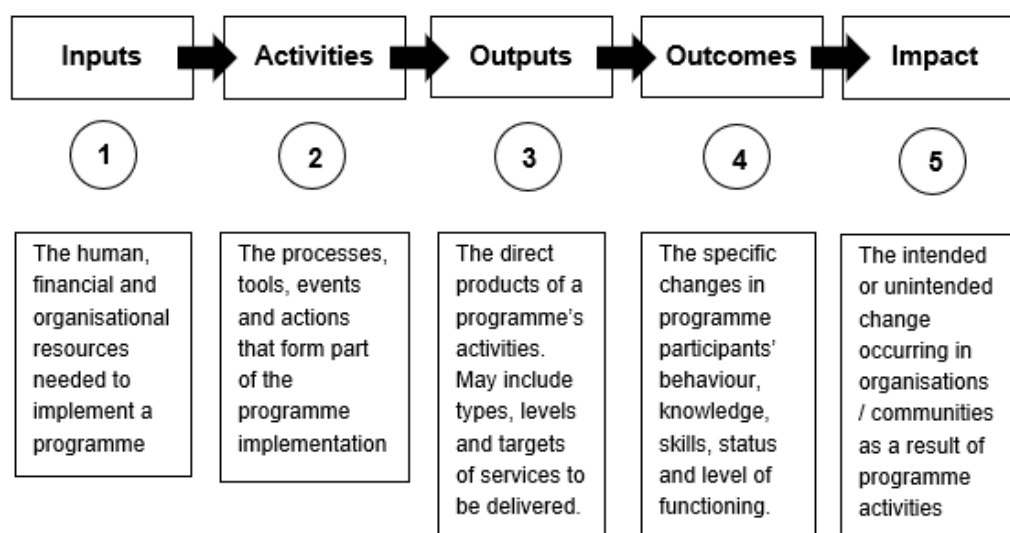 Inputs
Activities
Outputs
Outcomes
Impact
1
2
3
4
5
The human,
financial and
organisational
resources
needed to
implement a
programme
The processes,
tools, events
and actions
that form part
of the
programme
implementation
The direct
products of a
programme's
activities.
May include
types, levels
and targets
of services to
be delivered.
The specific
changes in
programme
participants'
behaviour,
knowledge,
skills, status
and level of
functioning.
The intended
or unintended
change
occurring in
organisations
/ communities
as a result of
programme
activities